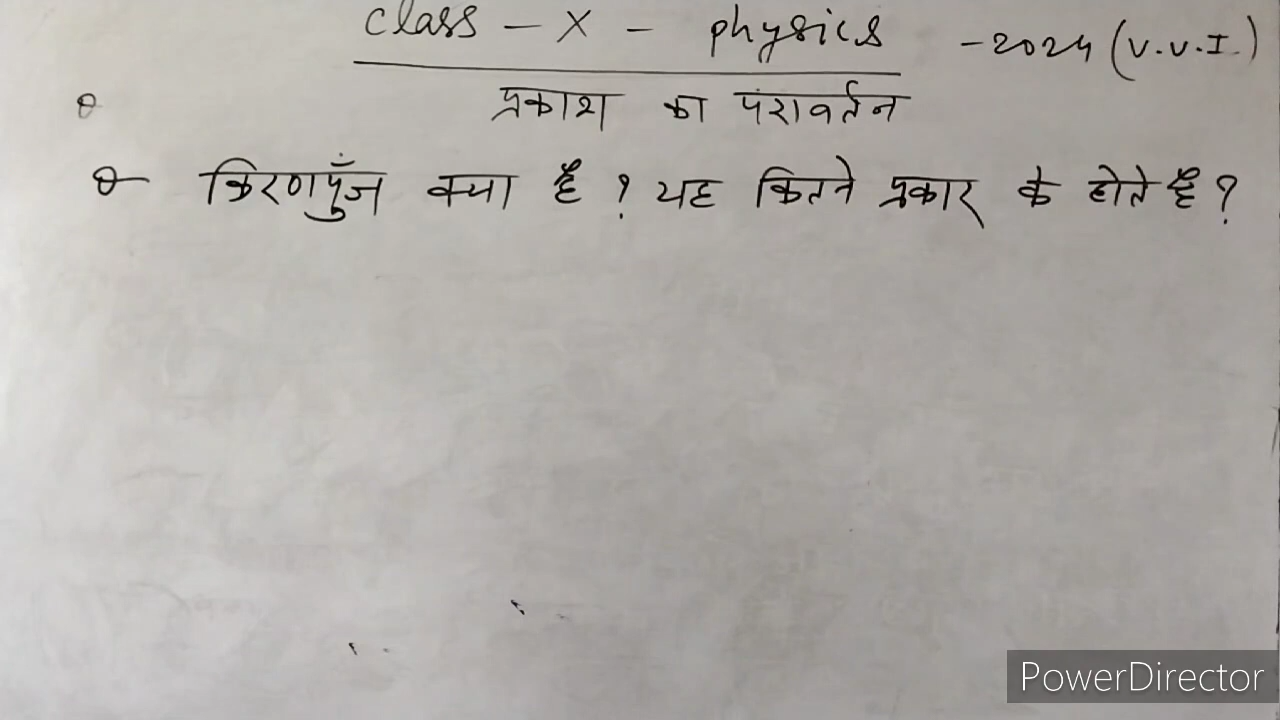 class - X - physics - 2024 (V.V.I.)
प्रकाश का परावर्तन
किरणपुँज क्या है ? यह कितने प्रकार के होते हैं ?
PowerDirector